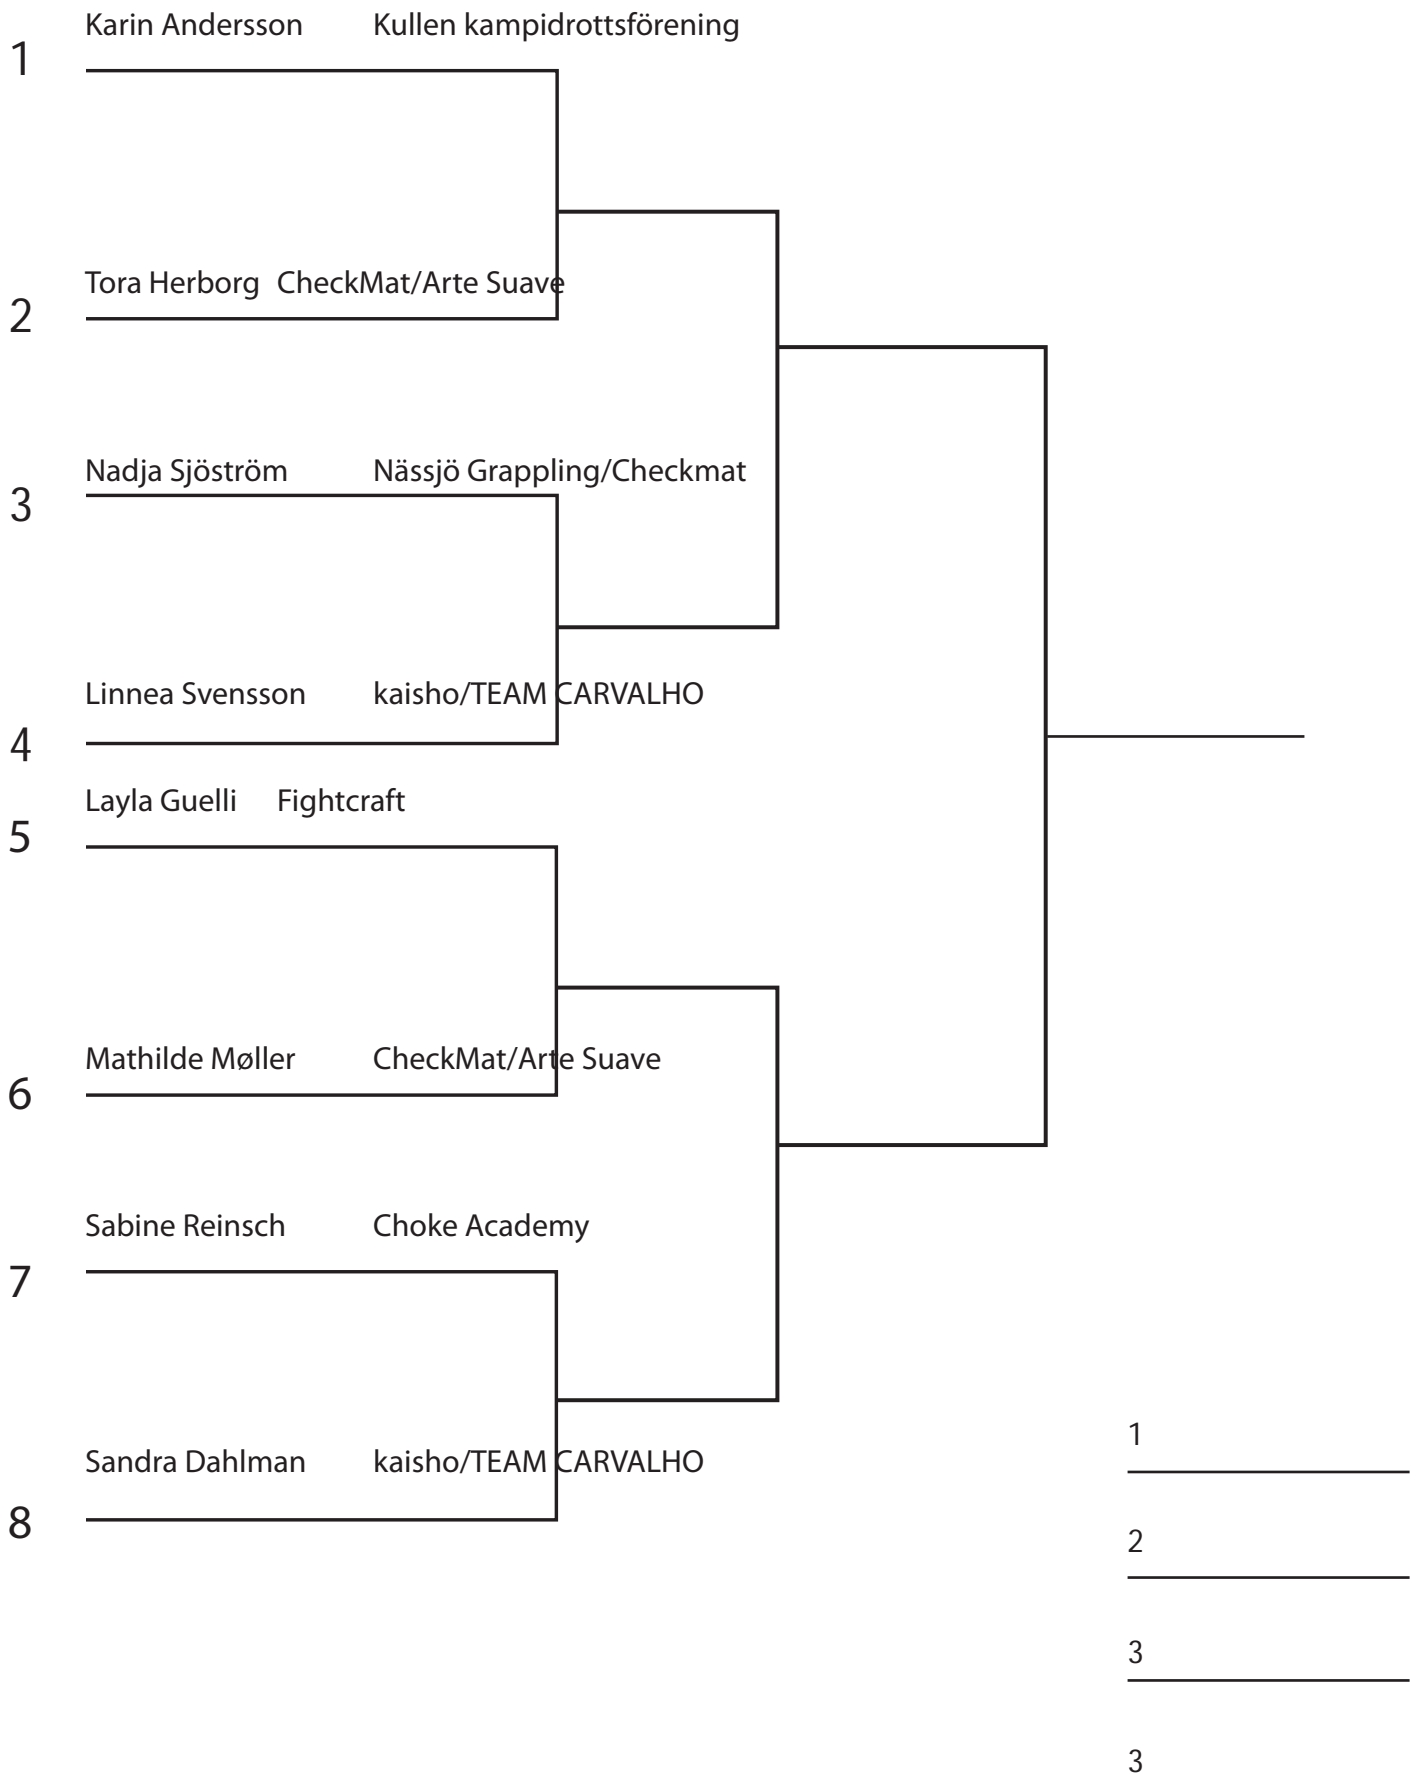 Karin Andersson Kullen kampidrottsförening
1
Tora Herborg CheckMat/Arte Suave
2
Nadja Sjöström Nässjö Grappling/Checkmat
3
Linnea Svensson kaisho/TEAM CARVALHO
4
Layla Guelli Fightcraft
5
Mathilde Møller CheckMat/Arte Suave
6
Sabine Reinsch Choke Academy
7
Sandra Dahlman kaisho/TEAM CARVALHO
8
1
2
3
3